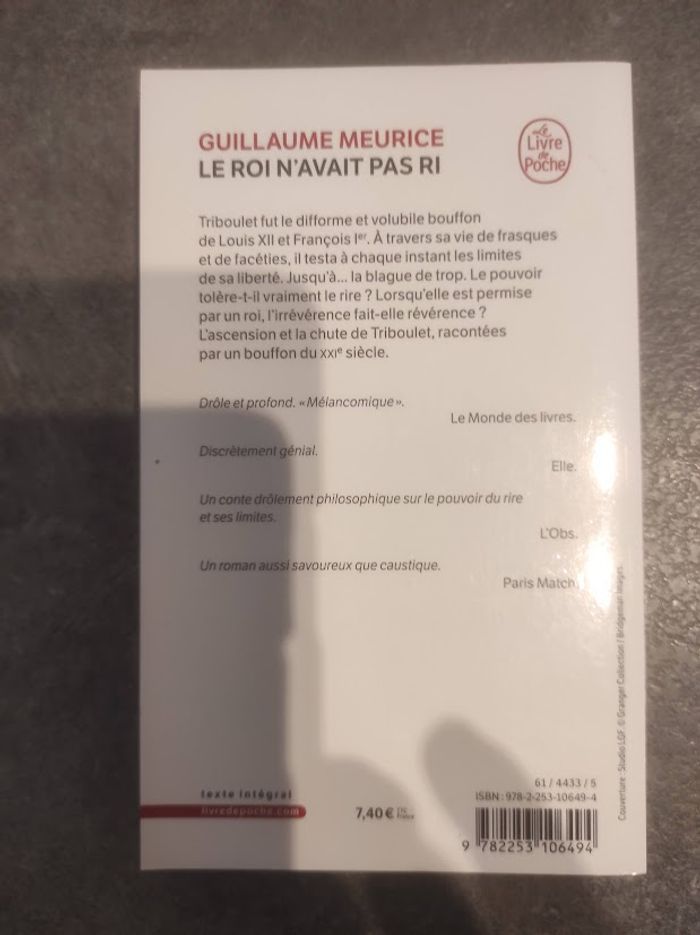 GUILLAUME MEURICE
LE ROI N'AVAIT PAS RI
Le
Livre
de
Poche
Triboulet fut le difforme et volubile bouffon
de Louis XII et François Iᵉʳ. À travers sa vie de frasques
et de facéties, il testa à chaque instant les limites
de sa liberté. Jusqu'à... la blague de trop. Le pouvoir
tolère-t-il vraiment le rire ? Lorsqu'elle est permise
par un roi, l'irrévérence fait-elle révérence ?
L'ascension et la chute de Triboulet, racontées
par un bouffon du XXIᵉ siècle.
Drôle et profond. «Mélancomique».
Le Monde des livres.
Discrètement génial.
Elle.
Un conte drôlement philosophique sur le pouvoir du rire
et ses limites.
L'Obs.
Un roman aussi savoureux que caustique.
Paris Match.
Couverture : Studio LGF. © Granger Collection / Bridgeman Images.
texte intégral
livredepoche.com
7,40 € TTC
France
61 / 4433 / 5
ISBN : 978-2-253-10649-4
9 782253 106494